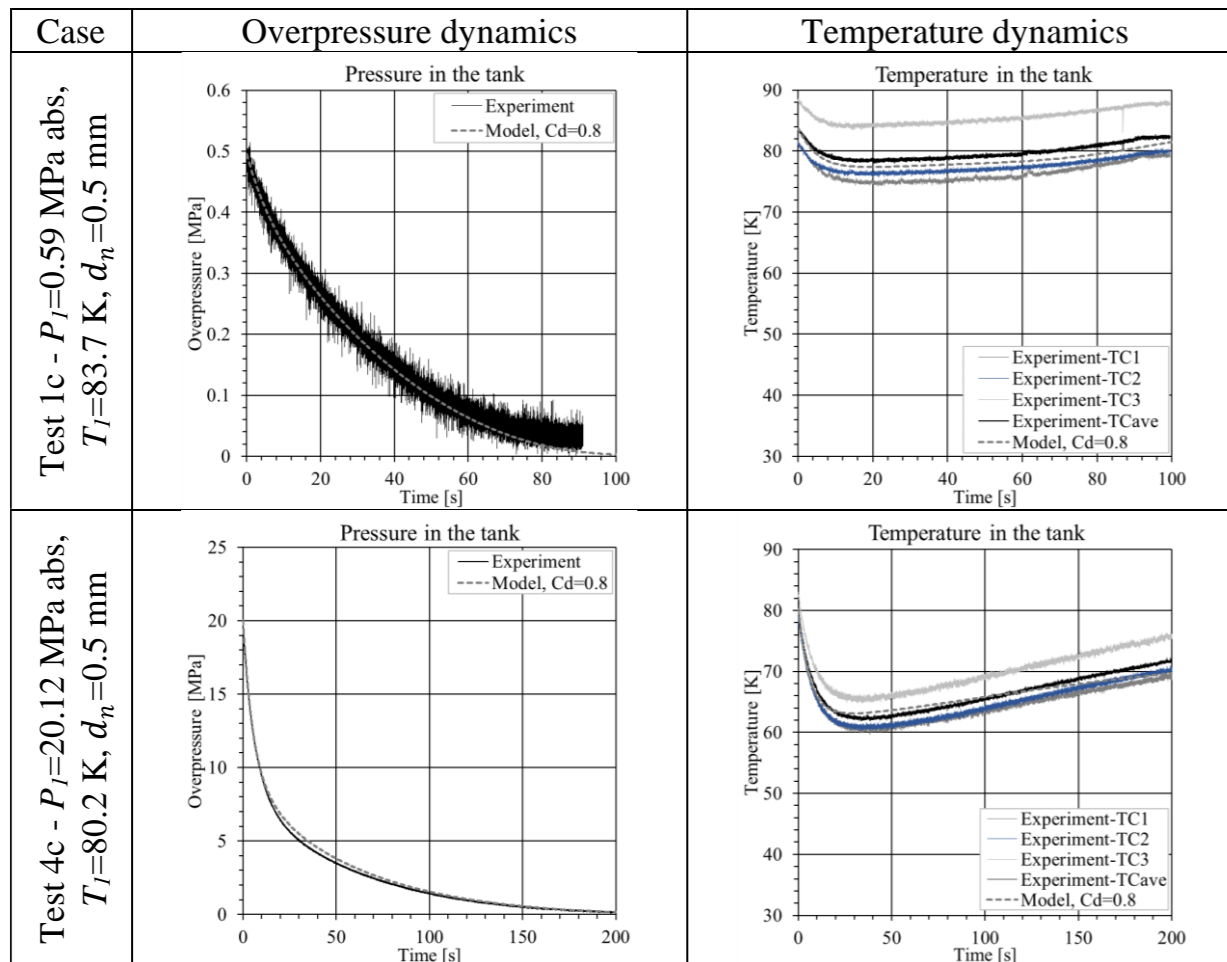 Case
Overpressure dynamics
Temperature dynamics
Test 1c - P1=0.59 MPa abs,
T1=83.7 K, dn=0.5 mm
Pressure in the tank
0.6
0.5
0.4
0.3
0.2
0.1
0
Overpressure [MPa]
Experiment
Model, Cd=0.8
0 20 40 60 80 100
Time [s]
Temperature in the tank
90
80
70
60
50
40
30
Temperature [K]
Experiment-TC1
Experiment-TC2
Experiment-TC3
Experiment-TCave
Model, Cd=0.8
0 20 40 60 80 100
Time [s]
Test 4c - P1=20.12 MPa abs,
T1=80.2 K, dn=0.5 mm
Pressure in the tank
25
20
15
10
5
0
Overpressure [MPa]
Experiment
Model, Cd=0.8
0 50 100 150 200
Time [s]
Temperature in the tank
90
80
70
60
50
40
30
Temperature [K]
Experiment-TC1
Experiment-TC2
Experiment-TC3
Experiment-TCave
Model, Cd=0.8
0 50 100 150 200
Time [s]